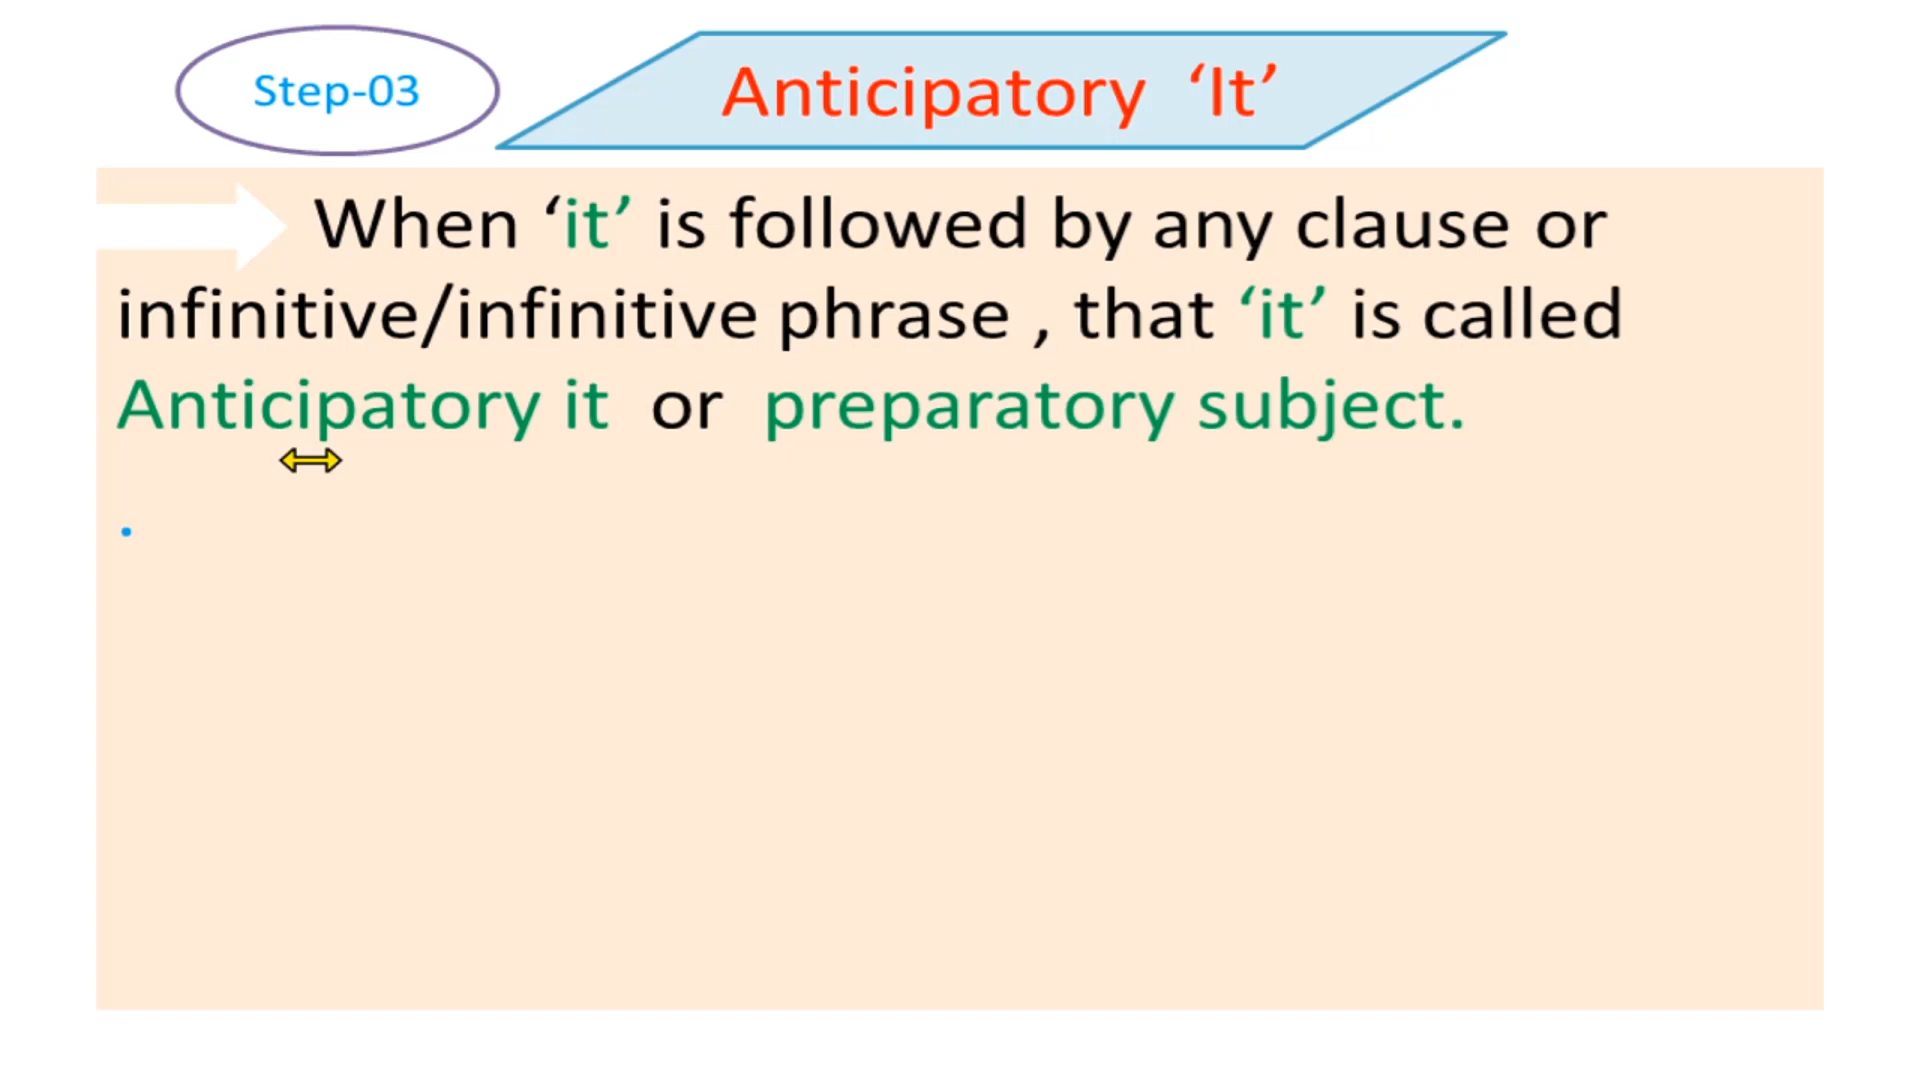 Step-03
Anticipatory ‘It’
When ‘it’ is followed by any clause or
infinitive/infinitive phrase , that ‘it’ is called
Anticipatory it or preparatory subject.
.